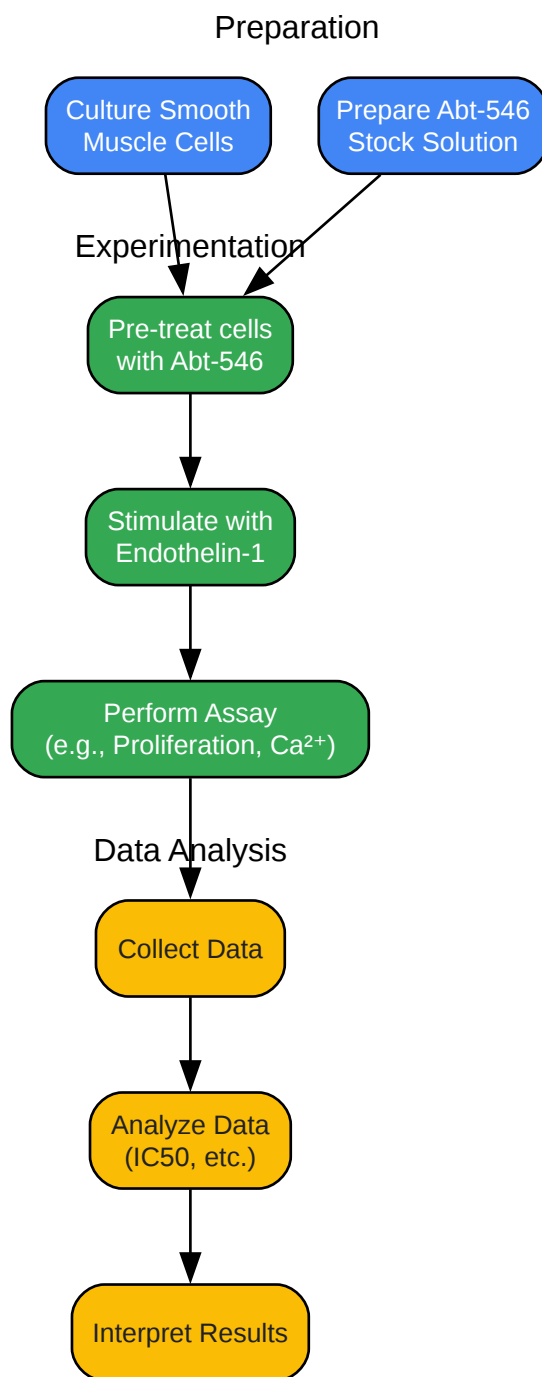 Preparation
Culture Smooth
Muscle Cells
Prepare Abt-546
Stock Solution
Experimentation
Pre-treat cells
with Abt-546
Stimulate with
Endothelin-1
Perform Assay
(e.g., Proliferation, Ca²⁺)
Data Analysis
Collect Data
Analyze Data
(IC50, etc.)
Interpret Results